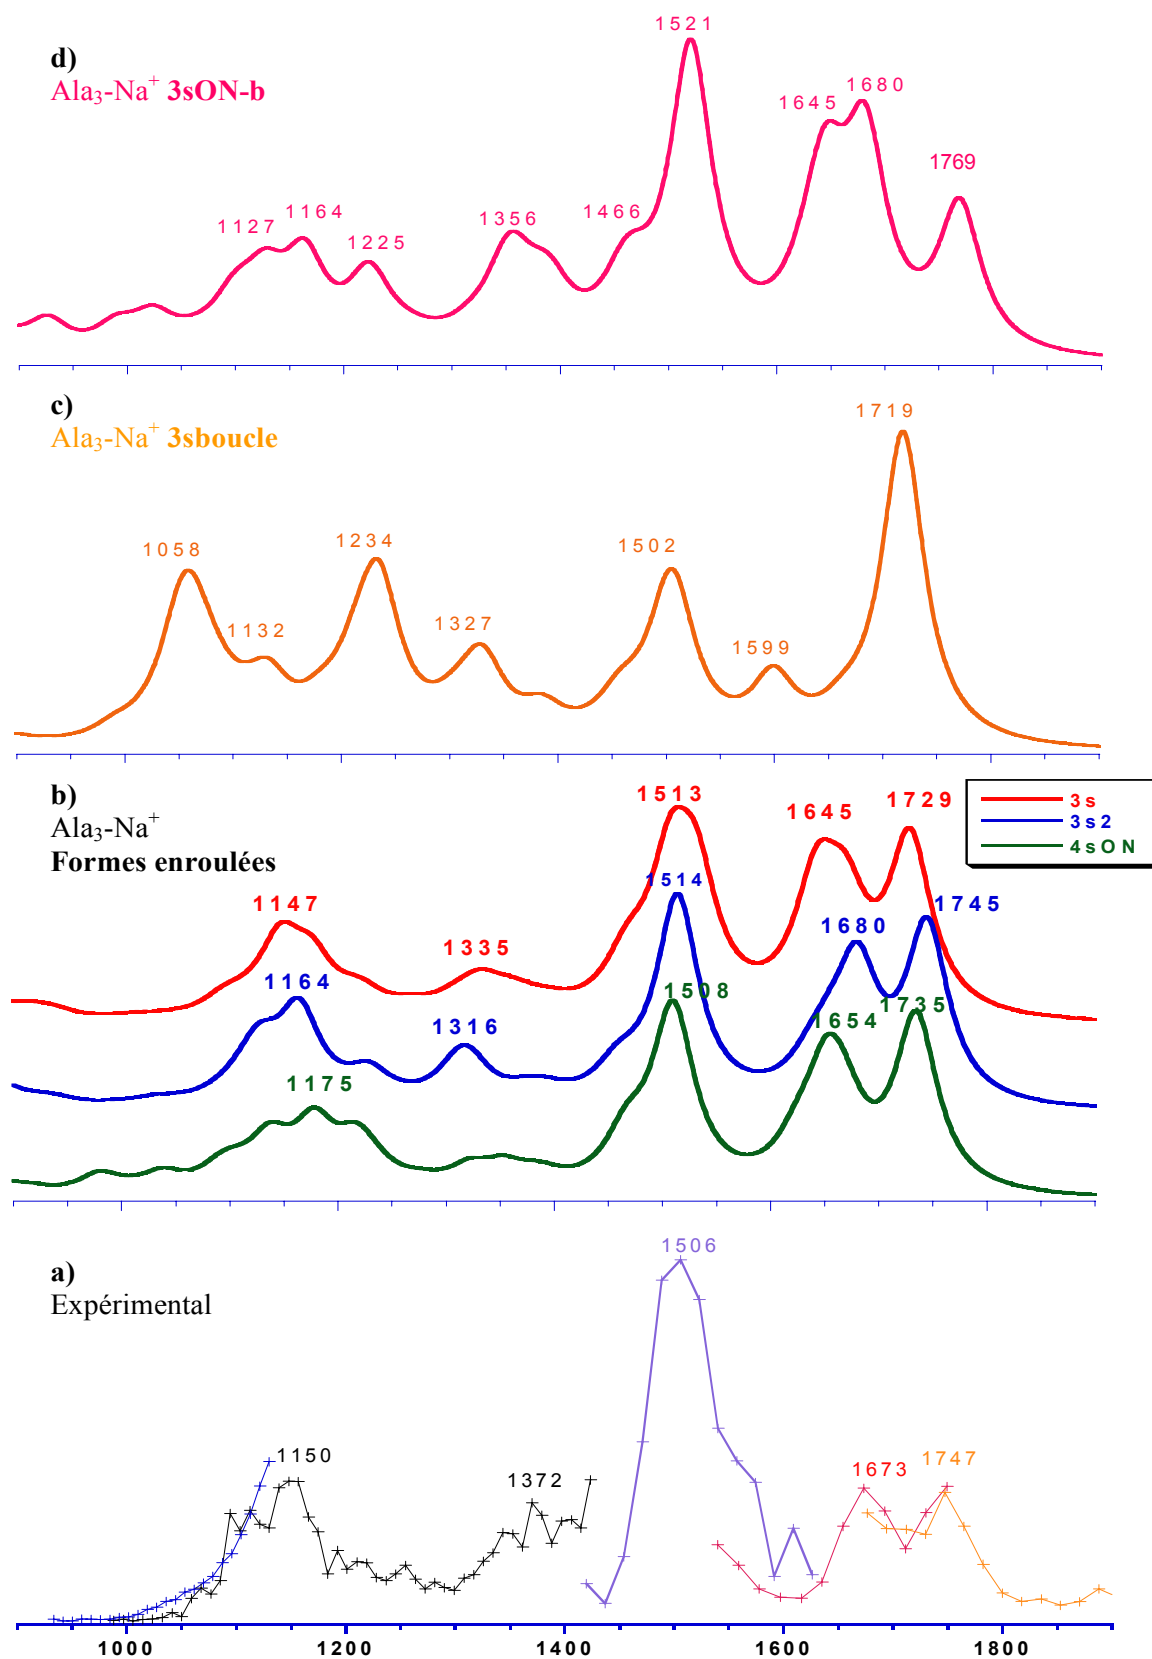 d)
Ala₃-Na⁺ 3sON-b
1127
1164
1225
1356
1466
1521
1645
1680
1769
c)
Ala₃-Na⁺ 3sboucle
1058
1132
1234
1327
1502
1599
1719
b)
Ala₃-Na⁺
Formes enroulées
3s
3s2
4sON
1147
1335
1513
1645
1729
1164
1316
1514
1680
1745
1175
1508
1654
1735
a)
Expérimental
1150
1372
1506
1673
1747
1000 1200 1400 1600 1800